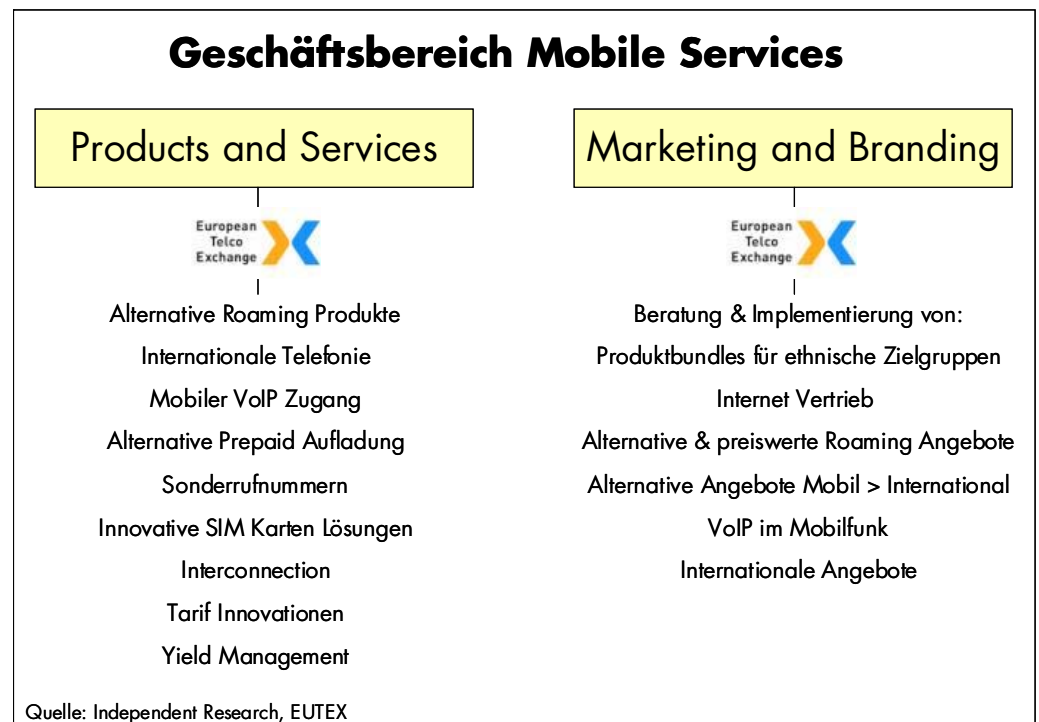 Geschäftsbereich Mobile Services
Products and Services
European
Telco
Exchange
Alternative Roaming Produkte
Internationale Telefonie
Mobiler VoIP Zugang
Alternative Prepaid Aufladung
Sonderrufnummern
Innovative SIM Karten Lösungen
Interconnection
Tarif Innovationen
Yield Management
Marketing and Branding
European
Telco
Exchange
Beratung & Implementierung von:
Produktbundles für ethnische Zielgruppen
Internet Vertrieb
Alternative & preiswerte Roaming Angebote
Alternative Angebote Mobil > International
VoIP im Mobilfunk
Internationale Angebote
Quelle: Independent Research, EUTEX